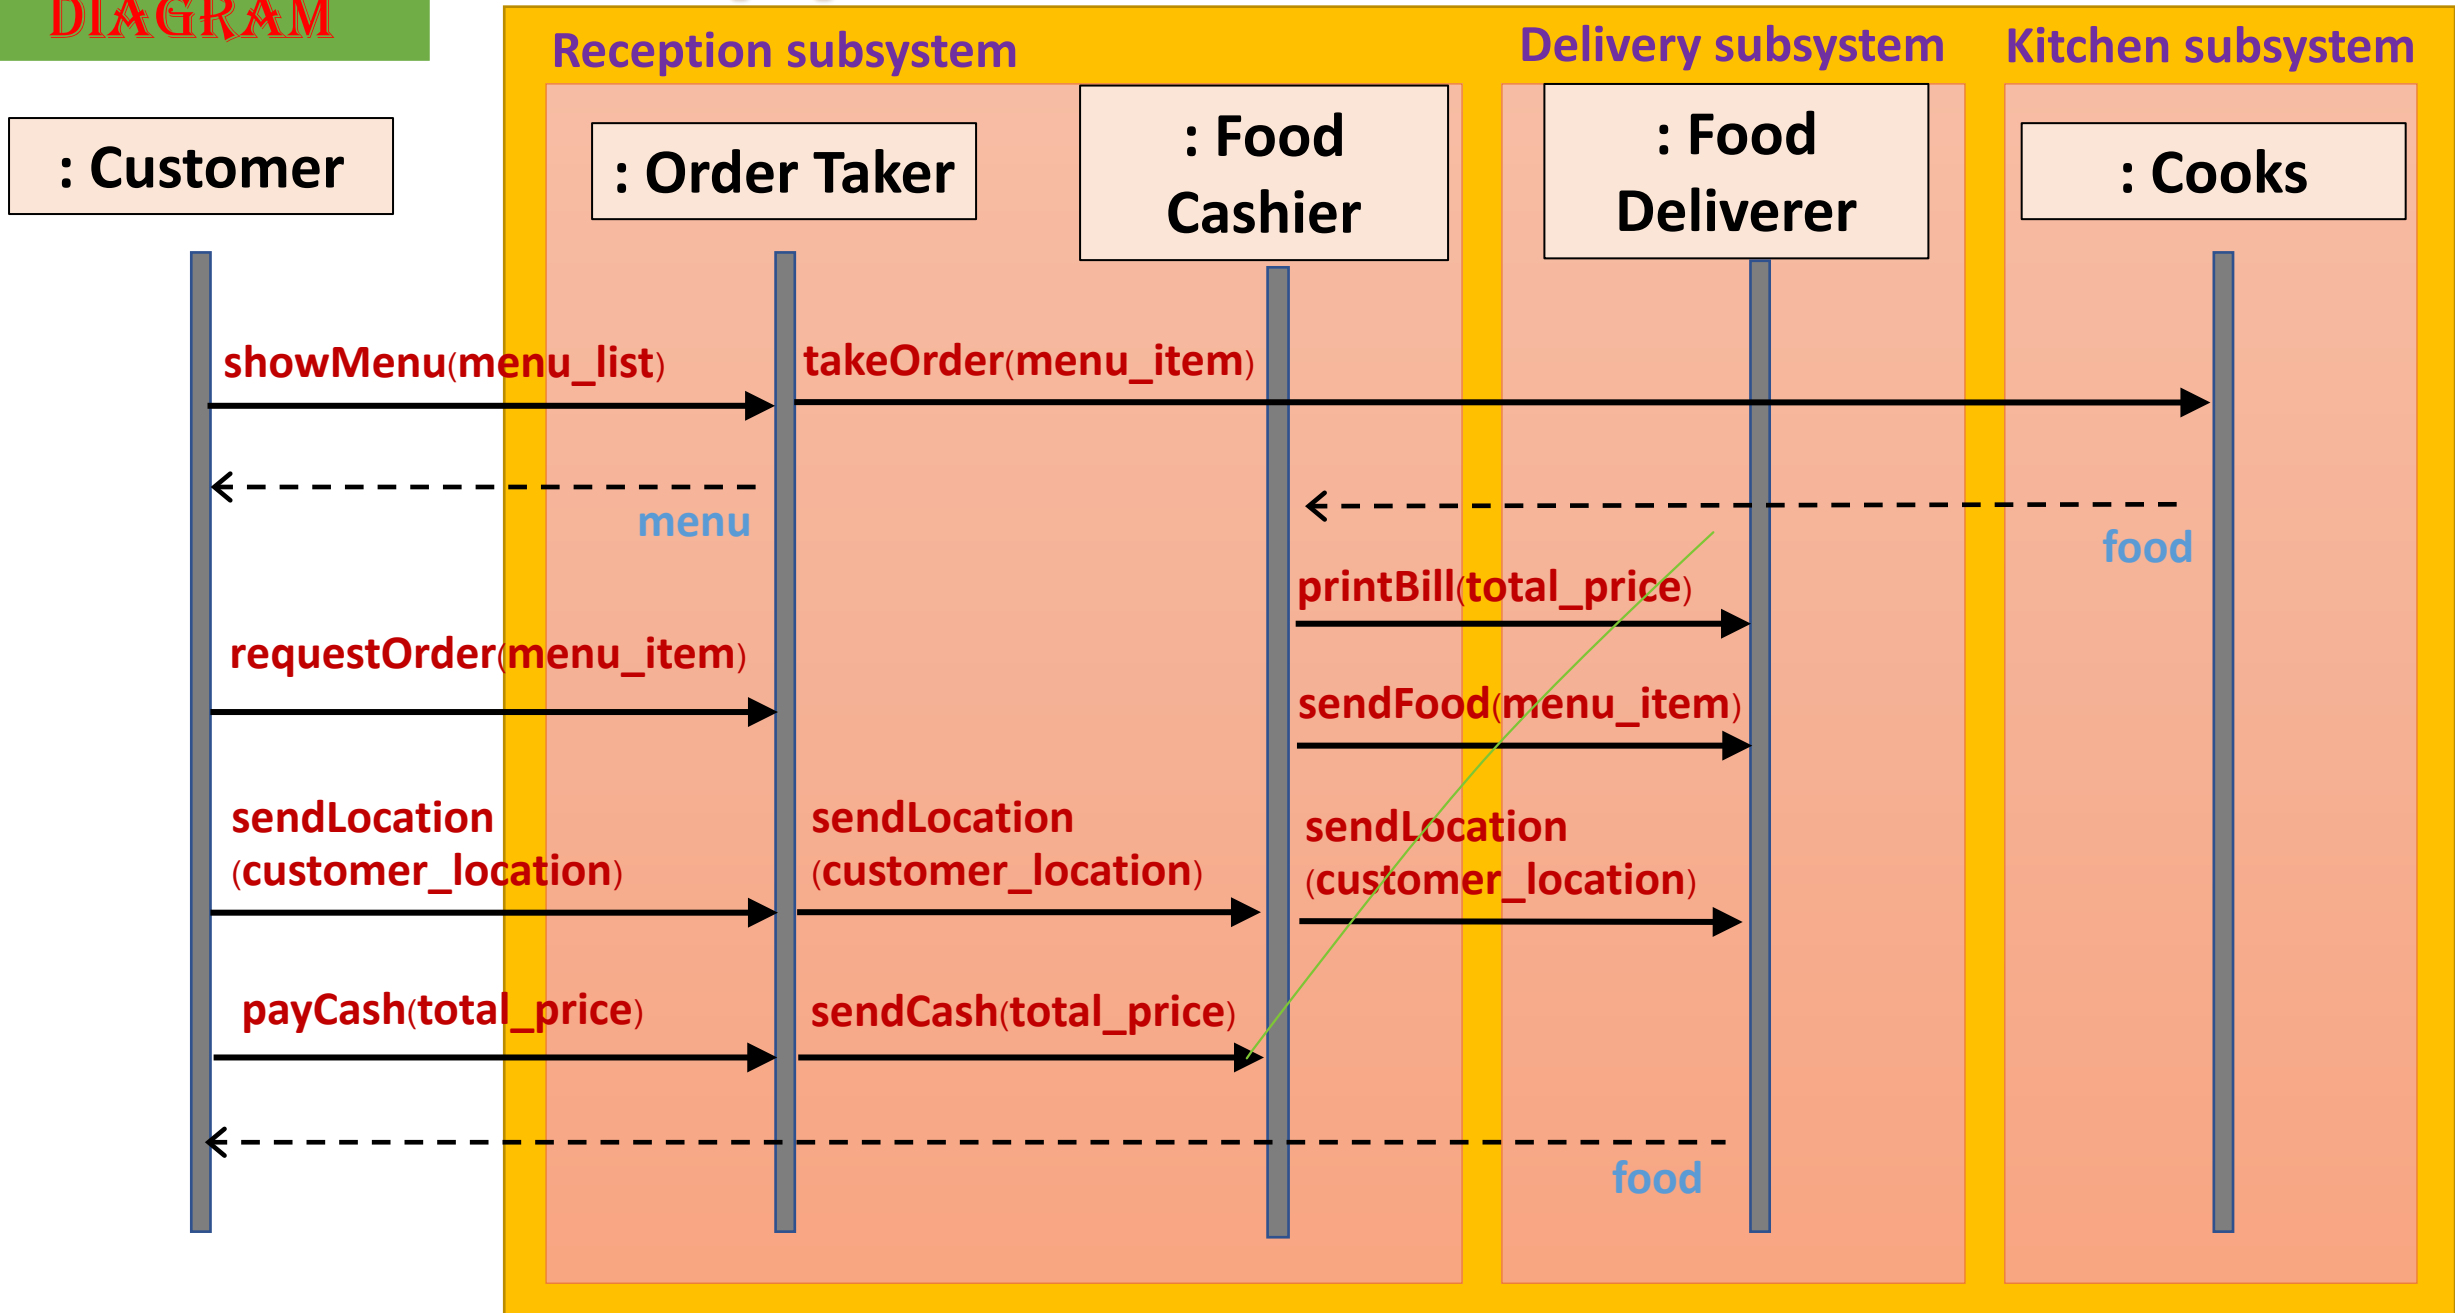 DIAGRAM
Reception subsystem
Delivery subsystem
Kitchen subsystem
: Customer
: Order Taker
: Food
Cashier
: Food
Deliverer
: Cooks
showMenu(menu_list)
takeOrder(menu_item)
menu
food
printBill(total_price)
requestOrder(menu_item)
sendFood(menu_item)
sendLocation
(customer_location)
sendLocation
(customer_location)
sendLocation
(customer_location)
payCash(total_price)
sendCash(total_price)
food